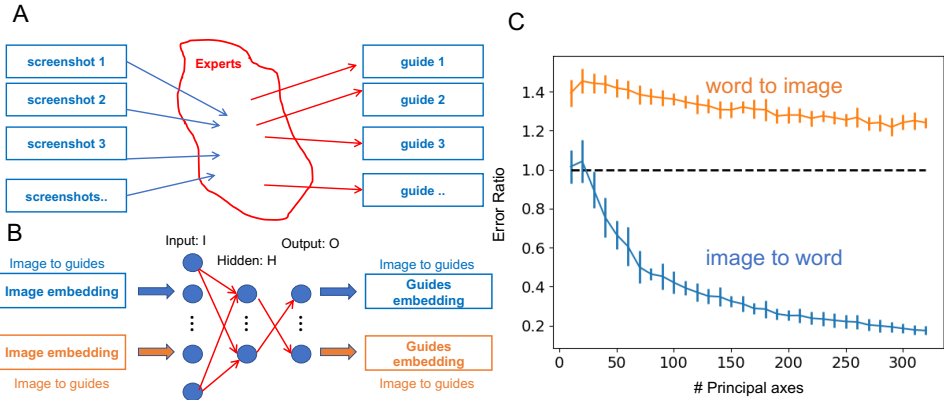 A
screenshot 1
screenshot 2
screenshot 3
screenshots..
Experts
guide 1
guide 2
guide 3
guide ..
B
Input: I
Hidden: H
Output: O
Image to guides
Image embedding
Image to guides
Guides
embedding
Image embedding
Image to guides
Guides
embedding
Image to guides
C
word to image
image to word
Error Ratio
1.4
1.2
1.0
0.8
0.6
0.4
0.2
0
50
100
150
200
250
300
# Principal axes